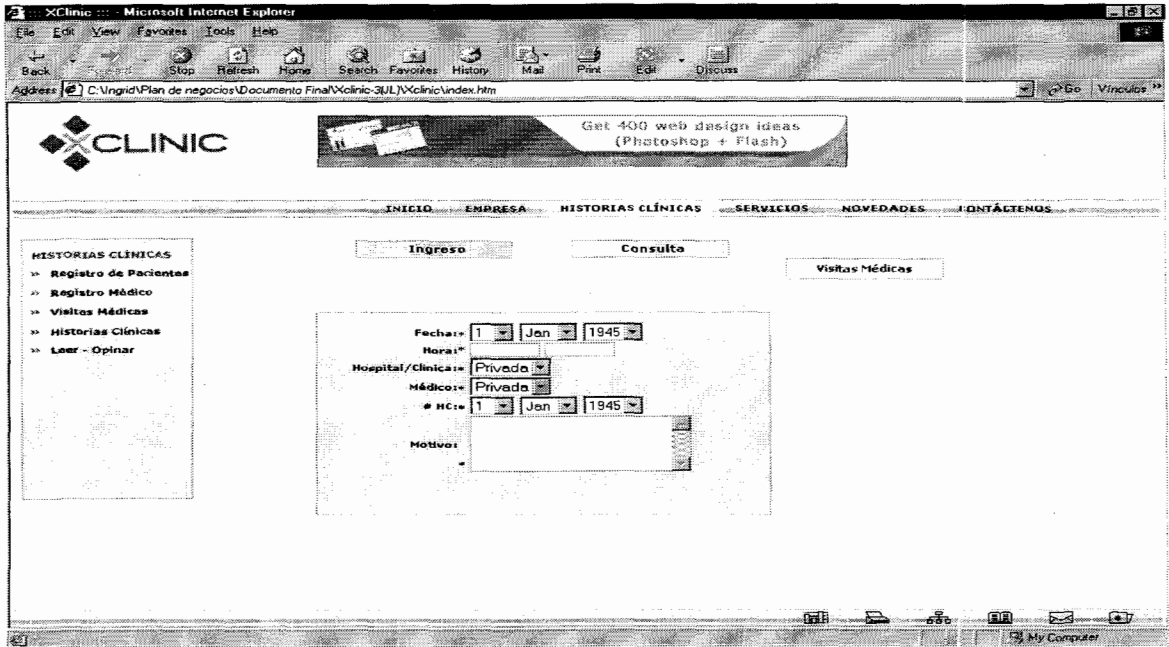 ::: XClinic ::: - Microsoft Internet Explorer
File Edit View Favorites Tools Help
Back Stop Refresh Home Search Favorites History Mail Print Edit Discuss
Address C:\Ingrid\Plan de negocios\Documento Final\Xclinic-3(UL)\Xclinic\index.htm Go Vínculos »
XCLINIC
Get 400 web design ideas
(Photoshop + Flash)
INICIO EMPRESA HISTORIAS CLÍNICAS SERVICIOS NOVEDADES CONTÁCTENOS
HISTORIAS CLÍNICAS
» Registro de Pacientes
» Registro Médico
» Visitas Médicas
» Historias Clínicas
» Leer - Opinar
Ingreso Consulta
Visitas Médicas
Fecha:* 1 Jan 1945
Hora:*
Hospital/Clínica:* Privada
Médico:* Privada
# HC:* 1 Jan 1945
Motivo:
*
My Computer